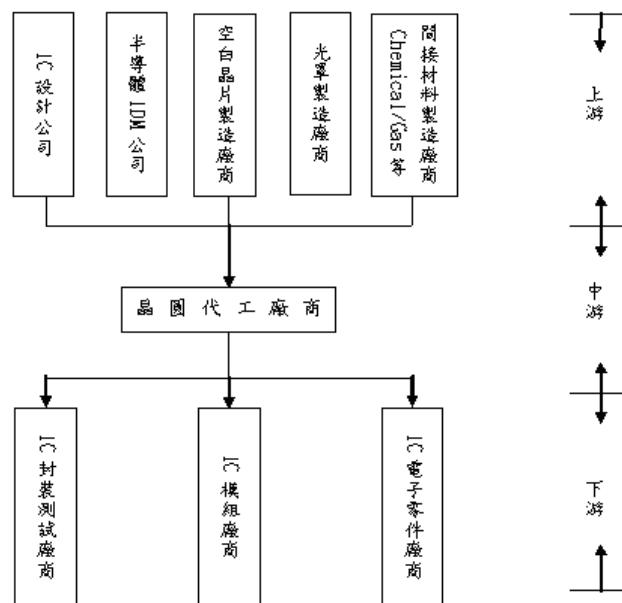 IC設計公司
半導體IDM公司
空白晶片製造廠商
光罩製造廠商
間接材料製造廠商
Chemical/Gas等
上游
晶圓代工廠商
中游
IC封裝測試廠商
IC模組廠商
IC電子零件廠商
下游